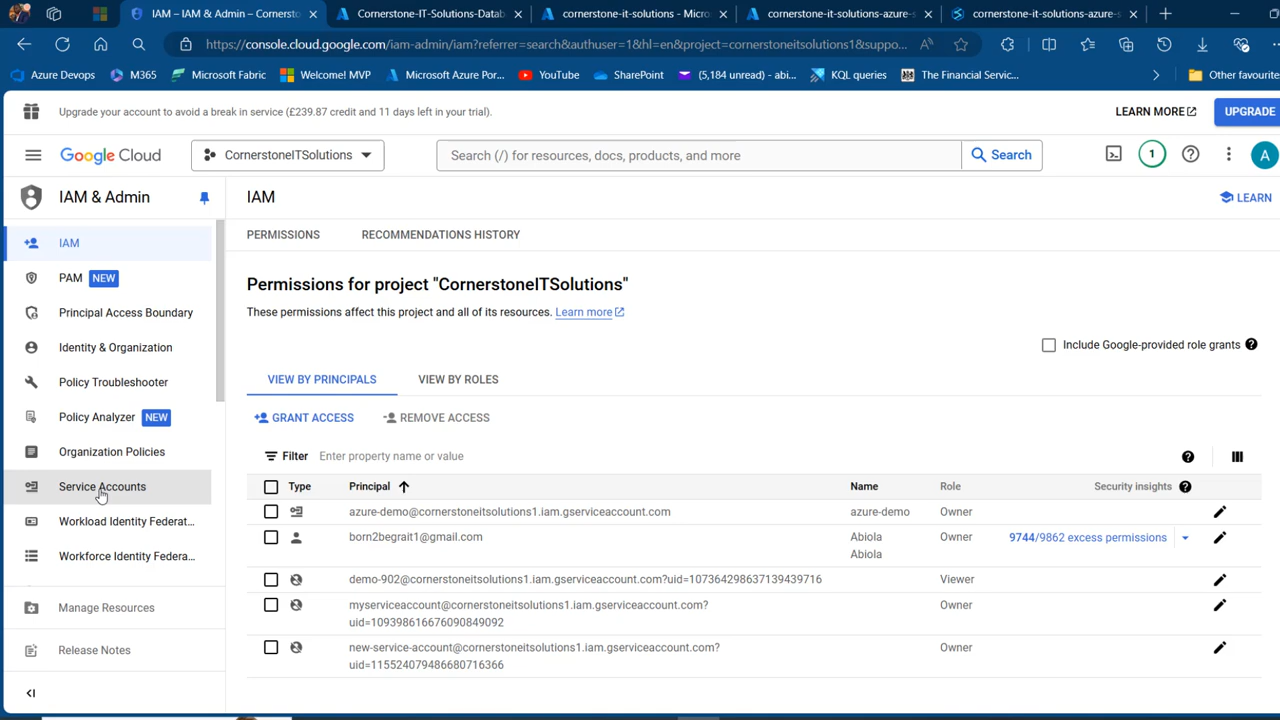 IAM – IAM & Admin – Cornersto
Cornerstone-IT-Solutions-Datab
cornerstone-it-solutions - Micro
cornerstone-it-solutions-azure-s
cornerstone-it-solutions-azure-s
https://console.cloud.google.com/iam-admin/iam?referrer=search&authuser=1&hl=en&project=cornerstoneitsolutions1&suppo...
Azure Devops
M365
Microsoft Fabric
Welcome! MVP
Microsoft Azure Por...
YouTube
SharePoint
(5,184 unread) - abi...
KQL queries
The Financial Servic...
Other favourite
Upgrade your account to avoid a break in service (£239.87 credit and 11 days left in your trial).
LEARN MORE
UPGRADE
Google Cloud
CornerstoneITSolutions
Search (/) for resources, docs, products, and more
Search
1
A
IAM & Admin
IAM
LEARN
IAM
PAM NEW
Principal Access Boundary
Identity & Organization
Policy Troubleshooter
Policy Analyzer NEW
Organization Policies
Service Accounts
Workload Identity Federat...
Workforce Identity Federa...
Manage Resources
Release Notes
PERMISSIONS
RECOMMENDATIONS HISTORY
Permissions for project "CornerstoneITSolutions"
These permissions affect this project and all of its resources. Learn more
Include Google-provided role grants
VIEW BY PRINCIPALS
VIEW BY ROLES
GRANT ACCESS
REMOVE ACCESS
Filter Enter property name or value
Type Principal Name Role Security insights
azure-demo@cornerstoneitsolutions1.iam.gserviceaccount.com azure-demo Owner
born2begrait1@gmail.com Abiola Owner 9744/9862 excess permissions
Abiola
demo-902@cornerstoneitsolutions1.iam.gserviceaccount.com?uid=107364298637139439716 Viewer
myserviceaccount@cornerstoneitsolutions1.iam.gserviceaccount.com? Owner
uid=109398616676090849092
new-service-account@cornerstoneitsolutions1.iam.gserviceaccount.com? Owner
uid=115524079486680716366